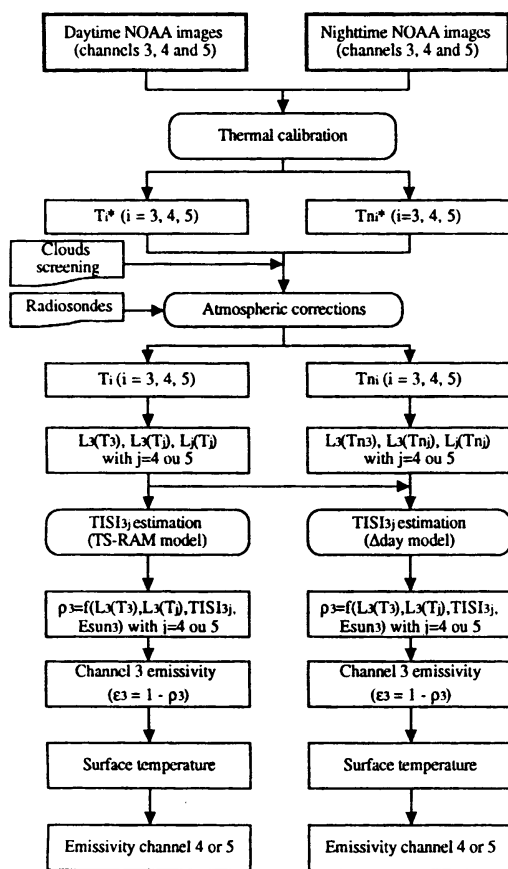 Daytime NOAA images
(channels 3, 4 and 5)
Nighttime NOAA images
(channels 3, 4 and 5)
Thermal calibration
Ti* (i = 3, 4, 5)
Tni* (i=3, 4, 5)
Clouds
screening
Radiosondes
Atmospheric corrections
Ti (i = 3, 4, 5)
Tni (i = 3, 4, 5)
L3(T3), L3(Tj), Lj(Tj)
with j=4 ou 5
L3(Tn3), L3(Tnj), Lj(Tnj)
with j=4 ou 5
TISI3j estimation
(TS-RAM model)
TISI3j estimation
(Δday model)
ρ3=f(L3(T3),L3(Tj),TISI3j,
Esun3) with j=4 ou 5
ρ3=f(L3(T3),L3(Tj),TISI3j,
Esun3) with j=4 ou 5
Channel 3 emissivity
(ε3 = 1 - ρ3)
Channel 3 emissivity
(ε3 = 1 - ρ3)
Surface temperature
Surface temperature
Emissivity channel 4 or 5
Emissivity channel 4 or 5